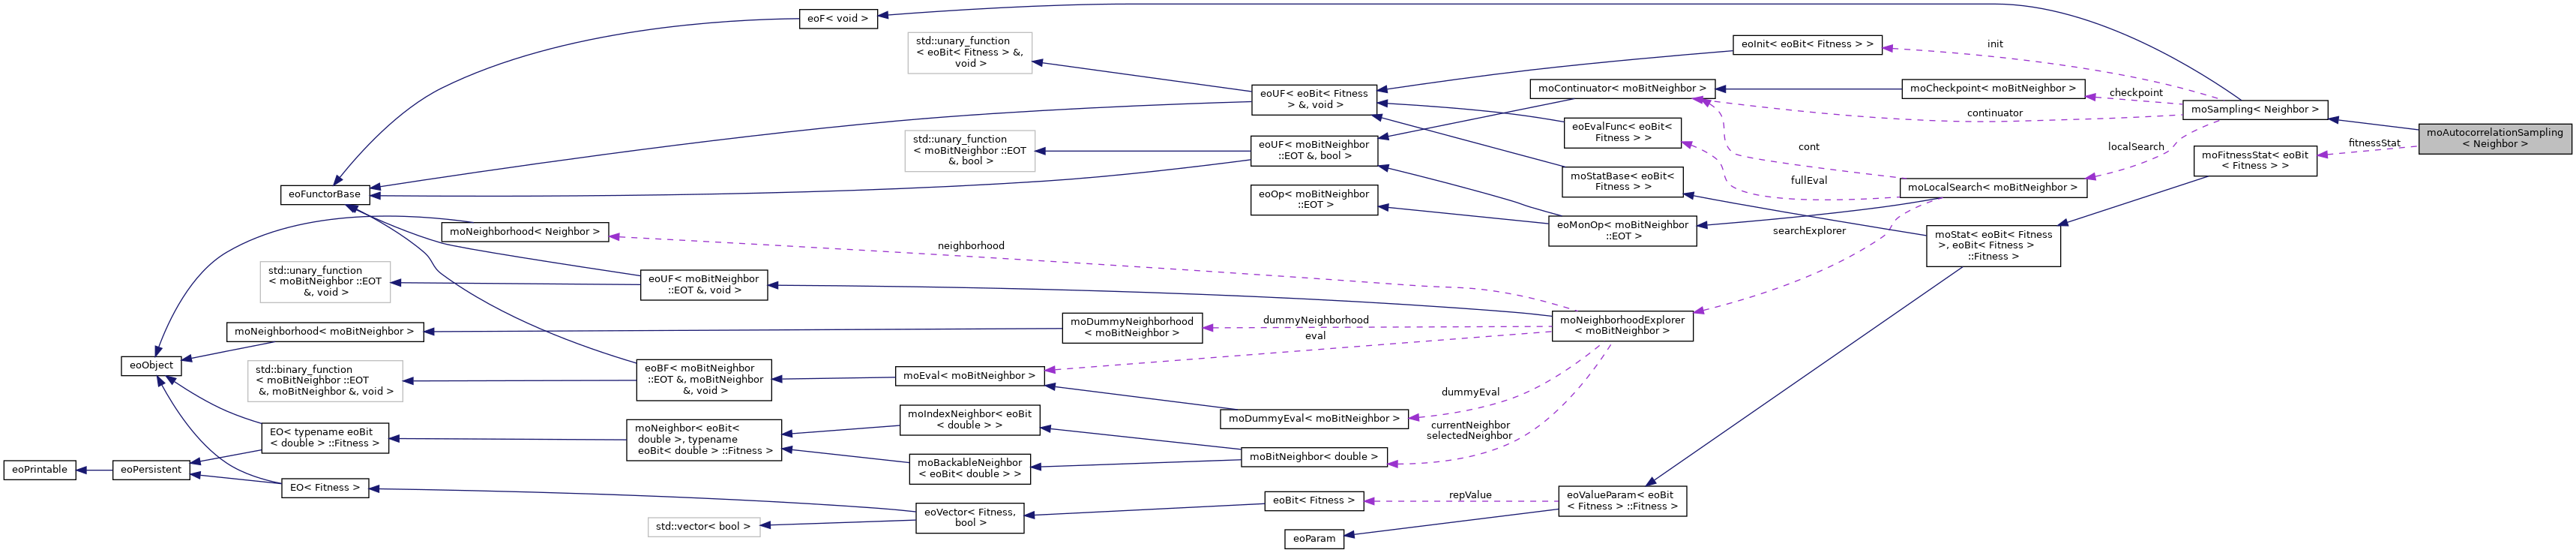 eoF< void >
std::unary_function
< eoBit< Fitness > &,
void >
eoInit< eoBit< Fitness > >
init
eoUF< eoBit< Fitness
> &, void >
moContinuator< moBitNeighbor >
moCheckpoint< moBitNeighbor >
checkpoint
continuator
moSampling< Neighbor >
moAutocorrelationSampling
< Neighbor >
std::unary_function
< moBitNeighbor ::EOT
&, bool >
eoUF< moBitNeighbor
::EOT &, bool >
eoEvalFunc< eoBit<
Fitness > >
cont
localSearch
fitnessStat
moFitnessStat< eoBit
< Fitness > >
eoFunctorBase
eoOp< moBitNeighbor
::EOT >
moStatBase< eoBit<
Fitness > >
fullEval
moLocalSearch< moBitNeighbor >
moNeighborhood< Neighbor >
neighborhood
eoMonOp< moBitNeighbor
::EOT >
searchExplorer
moStat< eoBit< Fitness
>, eoBit< Fitness >
::Fitness >
std::unary_function
< moBitNeighbor ::EOT
&, void >
eoUF< moBitNeighbor
::EOT &, void >
moNeighborhood< moBitNeighbor >
moDummyNeighborhood
< moBitNeighbor >
dummyNeighborhood
eval
moNeighborhoodExplorer
< moBitNeighbor >
eoObject
std::binary_function
< moBitNeighbor ::EOT
&, moBitNeighbor &, void >
eoBF< moBitNeighbor
::EOT &, moBitNeighbor
&, void >
moEval< moBitNeighbor >
dummyEval
moDummyEval< moBitNeighbor >
currentNeighbor
selectedNeighbor
EO< typename eoBit
< double > ::Fitness >
moNeighbor< eoBit<
double >, typename
eoBit< double > ::Fitness >
moIndexNeighbor< eoBit
< double > >
moBackableNeighbor
< eoBit< double > >
moBitNeighbor< double >
eoPrintable
eoPersistent
EO< Fitness >
std::vector< bool >
eoVector< Fitness,
bool >
eoBit< Fitness >
repValue
eoValueParam< eoBit
< Fitness > ::Fitness >
eoParam